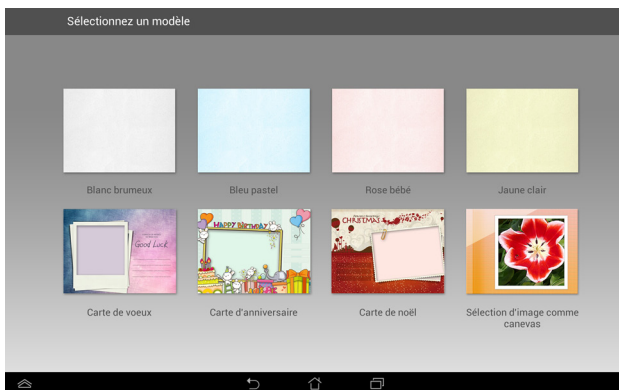 Sélectionnez un modèle
Blanc brumeux
Bleu pastel
Rose bébé
Jaune clair
Good Luck
HAPPY BIRTHDAY
CHRISTMAS
Carte de voeux
Carte d'anniversaire
Carte de noël
Sélection d'image comme
canevas